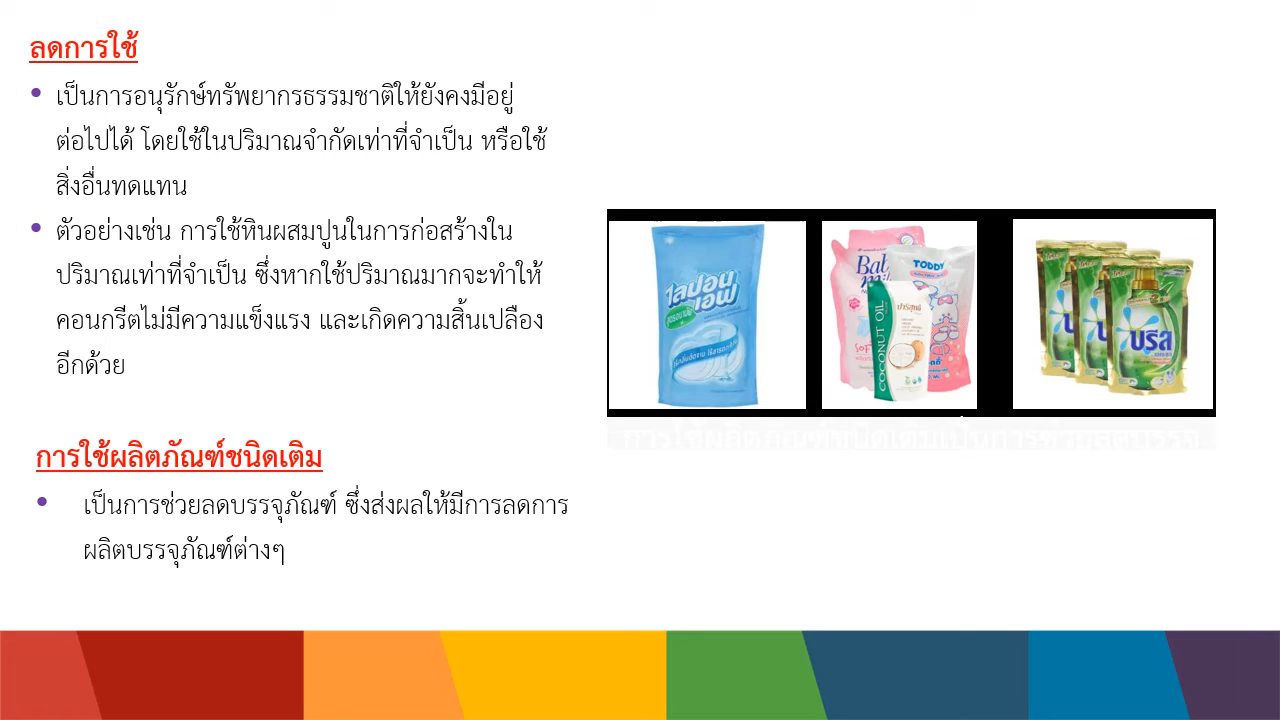 ลดการใช้
• เป็นการอนุรักษ์ทรัพยากรธรรมชาติให้ยังคงมีอยู่
ต่อไปได้ โดยใช้ในปริมาณจำกัดเท่าที่จำเป็น หรือใช้
สิ่งอื่นทดแทน
• ตัวอย่างเช่น การใช้หินผสมปูนในการก่อสร้างใน
ปริมาณเท่าที่จำเป็น ซึ่งหากใช้ปริมาณมากจะทำให้
คอนกรีตไม่มีความแข็งแรง และเกิดความสิ้นเปลือง
อีกด้วย
การใช้ผลิตภัณฑ์ชนิดเติม
• เป็นการช่วยลดบรรจุภัณฑ์ ซึ่งส่งผลให้มีการลดการ
ผลิตบรรจุภัณฑ์ต่างๆ
ไลปอน
เอฟ
TODDY
COCONUT OIL
บรีส